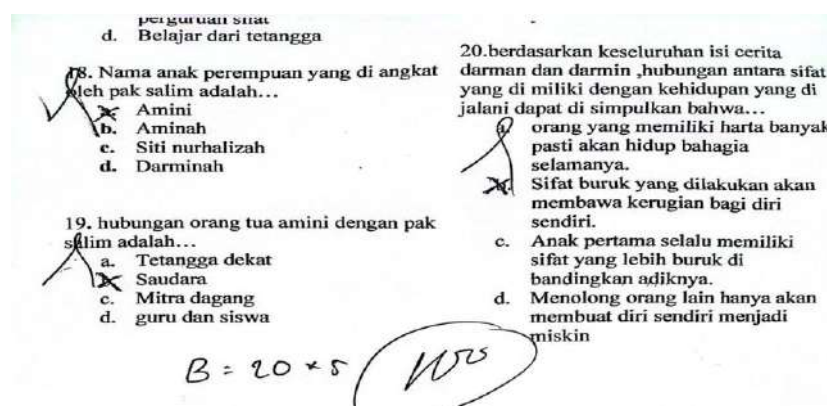 perguruan silat
d. Belajar dari tetangga
18. Nama anak perempuan yang di angkat
oleh pak salim adalah…
a. Amini
b. Aminah
c. Siti nurhalizah
d. Darminah
19. hubungan orang tua amini dengan pak
salim adalah…
a. Tetangga dekat
b. Saudara
c. Mitra dagang
d. guru dan siswa
20.berdasarkan keseluruhan isi cerita
darman dan darmin ,hubungan antara sifat
yang di miliki dengan kehidupan yang di
jalani dapat di simpulkan bahwa…
a. orang yang memiliki harta banyak
pasti akan hidup bahagia
selamanya.
b. Sifat buruk yang dilakukan akan
membawa kerugian bagi diri
sendiri.
c. Anak pertama selalu memiliki
sifat yang lebih buruk di
bandingkan adiknya.
d. Menolong orang lain hanya akan
membuat diri sendiri menjadi
miskin
B = 20 × 5
100